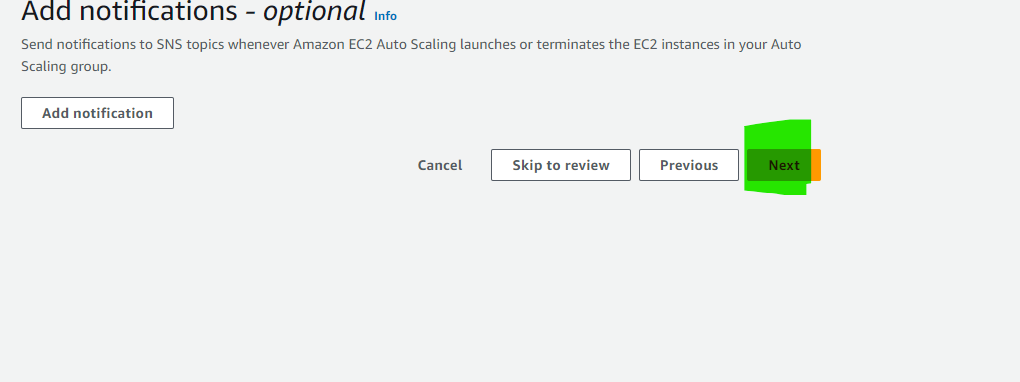 Add notifications - optional Info
Send notifications to SNS topics whenever Amazon EC2 Auto Scaling launches or terminates the EC2 instances in your Auto
Scaling group.
Add notification
Cancel Skip to review Previous Next